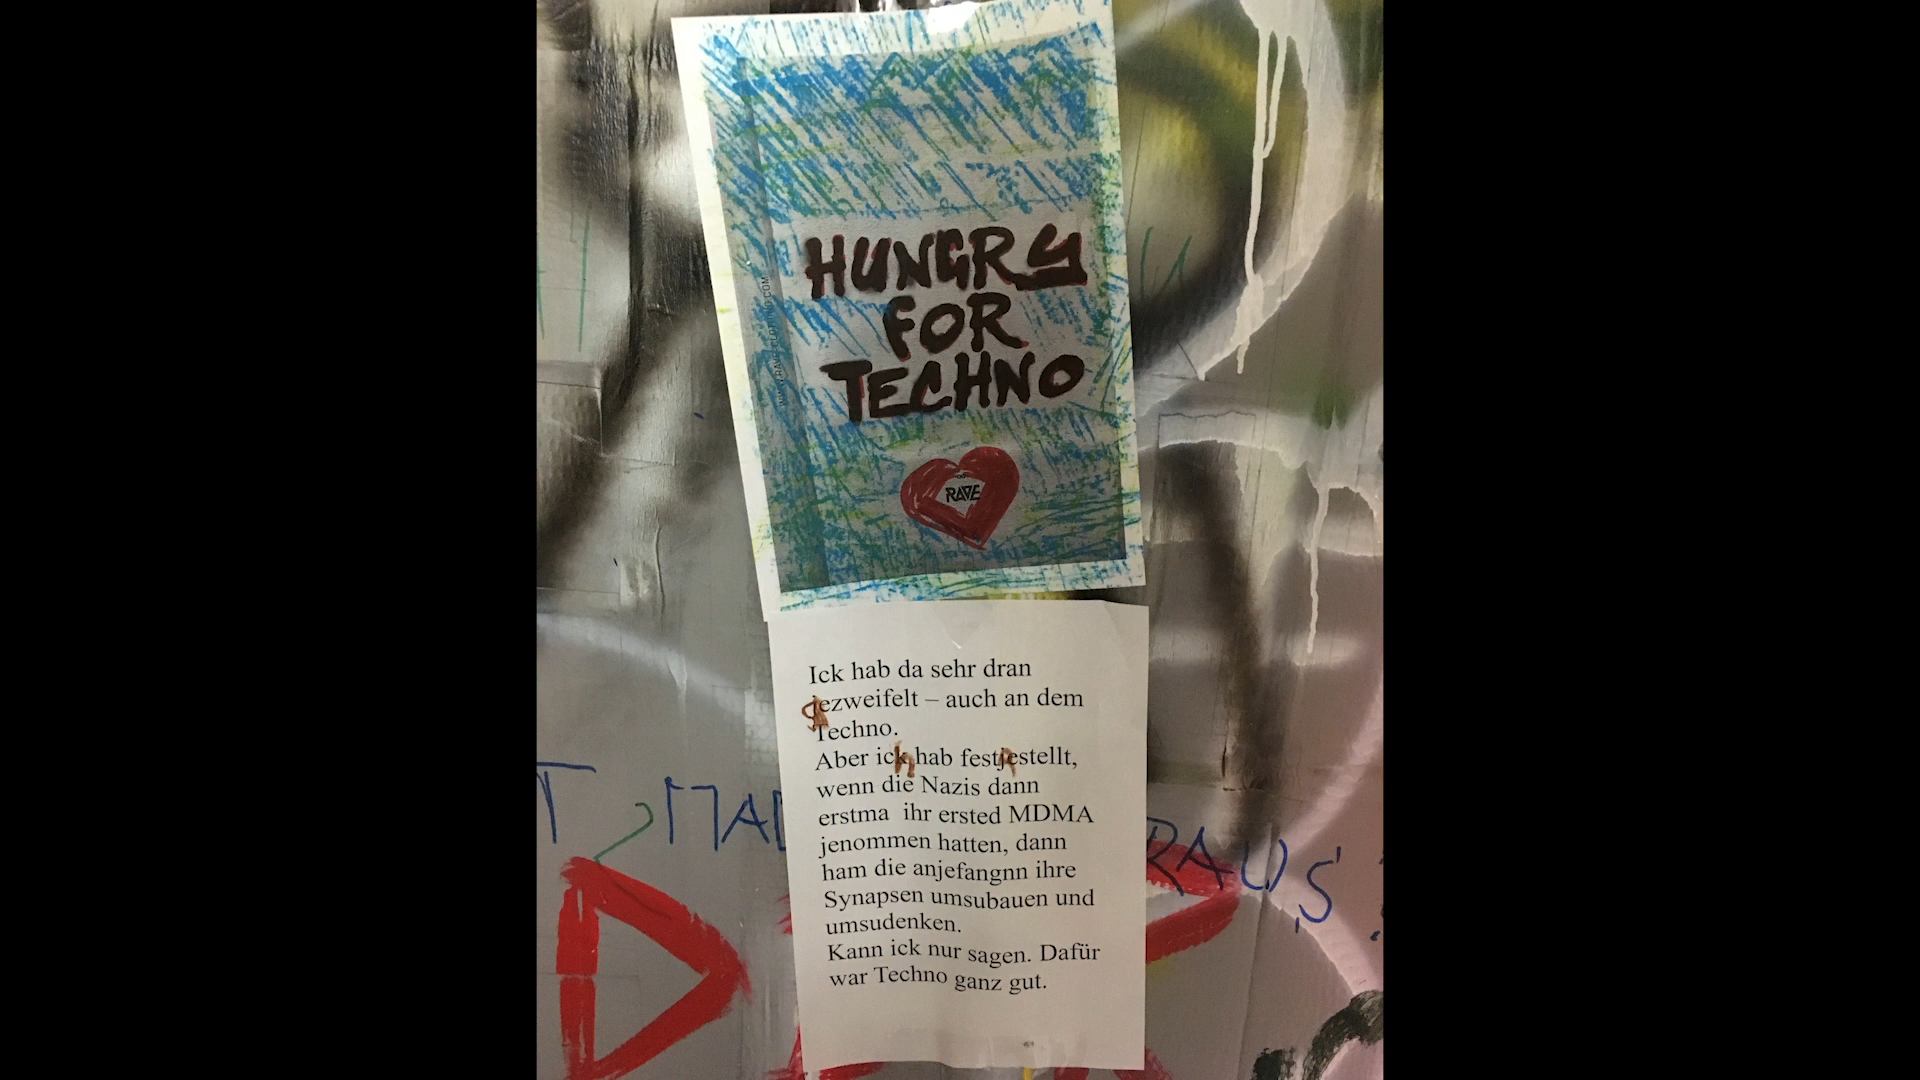 HUNGRY
FOR
TECHNO
RAVE
Ick hab da sehr dran
jezweifelt – auch an dem
Techno.
Aber ick hab festjestellt,
wenn die Nazis dann
erstma ihr ersted MDMA
jenommen hatten, dann
ham die anjefangnn ihre
Synapsen umsubauen und
umsudenken.
Kann ick nur sagen. Dafür
war Techno ganz gut.
RAUS